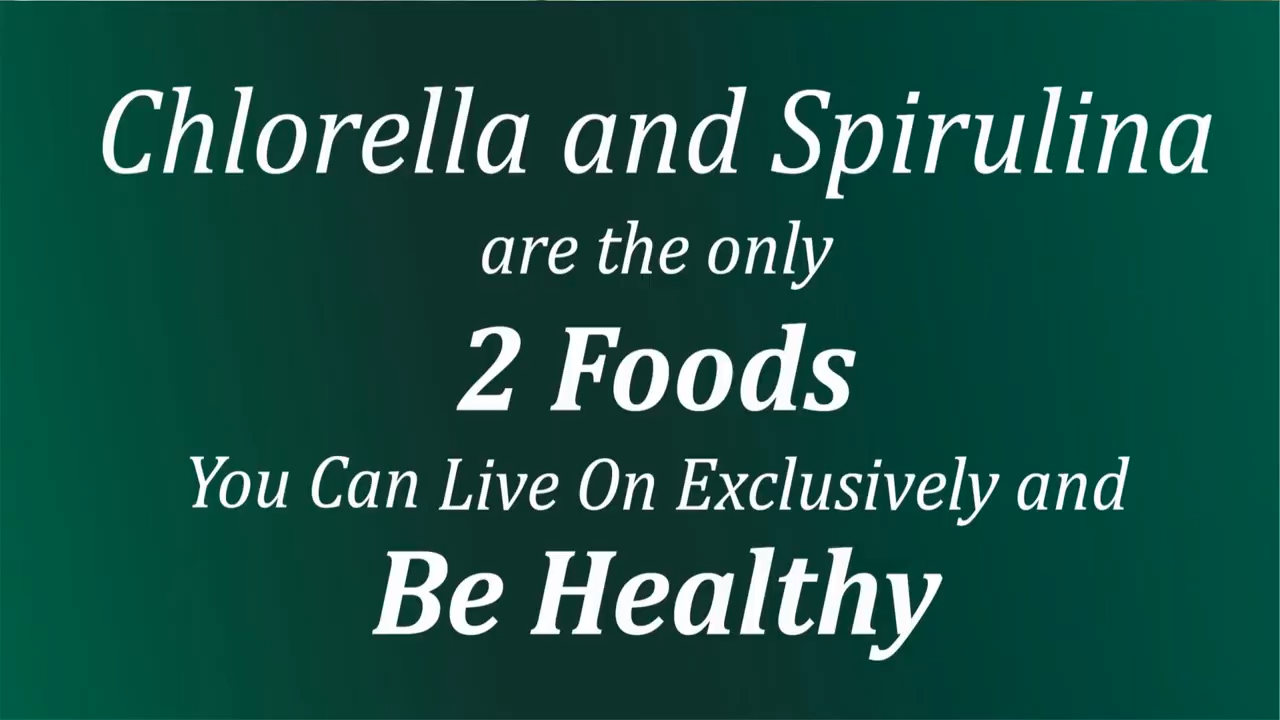 Chlorella and Spirulina
are the only
2 Foods
You Can Live On Exclusively and
Be Healthy